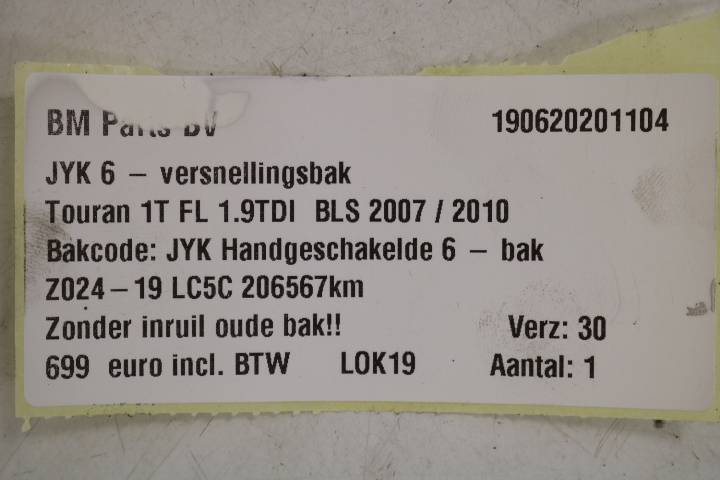 BM Parts BV 190620201104
JYK 6 – versnellingsbak
Touran 1T FL 1.9TDI BLS 2007 / 2010
Bakcode: JYK Handgeschakelde 6 – bak
Z024 – 19 LC5C 206567km
Zonder inruil oude bak!! Verz: 30
699 euro incl. BTW LOK19 Aantal: 1